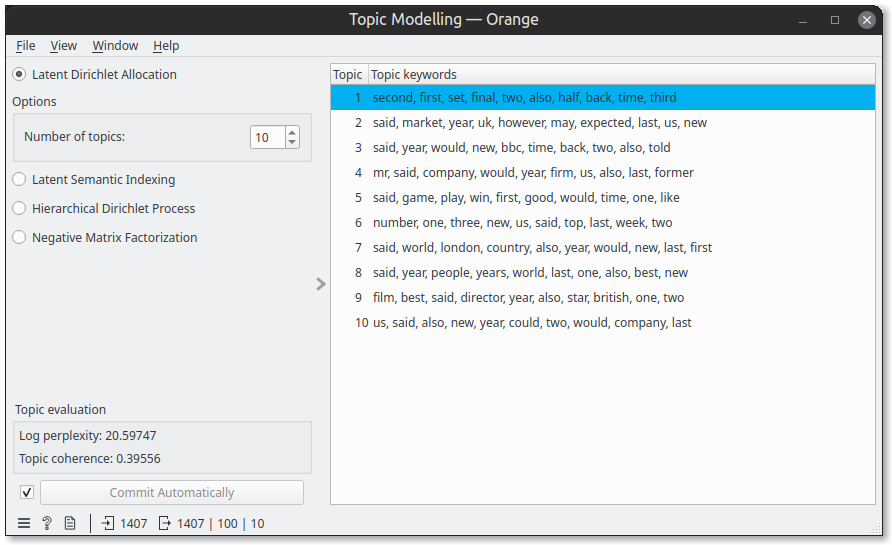 Topic Modelling — Orange
File View Window Help
Latent Dirichlet Allocation
Options
Number of topics: 10
Latent Semantic Indexing
Hierarchical Dirichlet Process
Negative Matrix Factorization
Topic evaluation
Log perplexity: 20.59747
Topic coherence: 0.39556
Commit Automatically
1407 1407 | 100 | 10
Topic Topic keywords
1 second, first, set, final, two, also, half, back, time, third
2 said, market, year, uk, however, may, expected, last, us, new
3 said, year, would, new, bbc, time, back, two, also, told
4 mr, said, company, would, year, firm, us, also, last, former
5 said, game, play, win, first, good, would, time, one, like
6 number, one, three, new, us, said, top, last, week, two
7 said, world, london, country, also, year, would, new, last, first
8 said, year, people, years, world, last, one, also, best, new
9 film, best, said, director, year, also, star, british, one, two
10 us, said, also, new, year, could, two, would, company, last